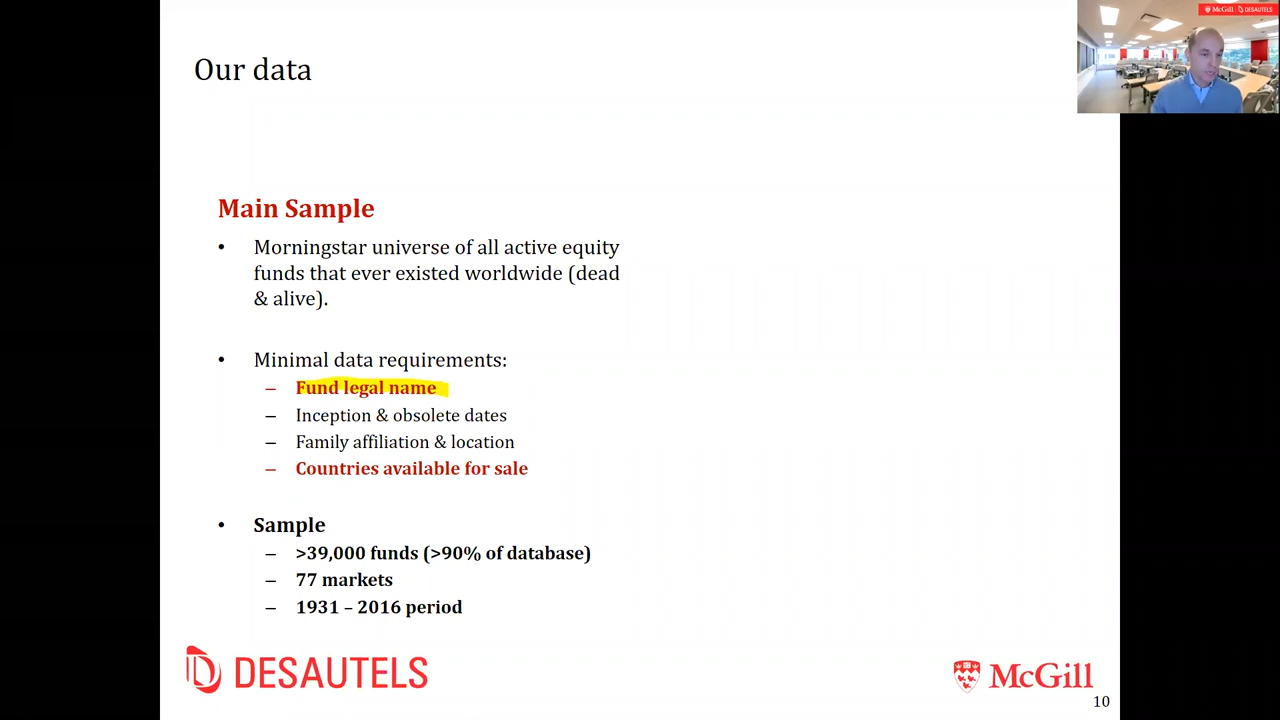 McGill DESAUTELS
Our data
Main Sample
• Morningstar universe of all active equity
funds that ever existed worldwide (dead
& alive).
• Minimal data requirements:
– Fund legal name
– Inception & obsolete dates
– Family affiliation & location
– Countries available for sale
• Sample
– >39,000 funds (>90% of database)
– 77 markets
– 1931 – 2016 period
DESAUTELS
McGill
10